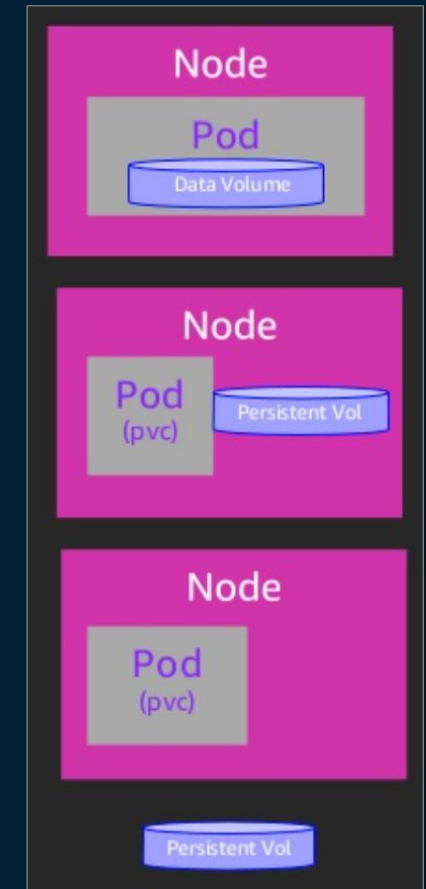 Node
Pod
Data Volume
Node
Pod
(pvc)
Persistent Vol
Node
Pod
(pvc)
Persistent Vol